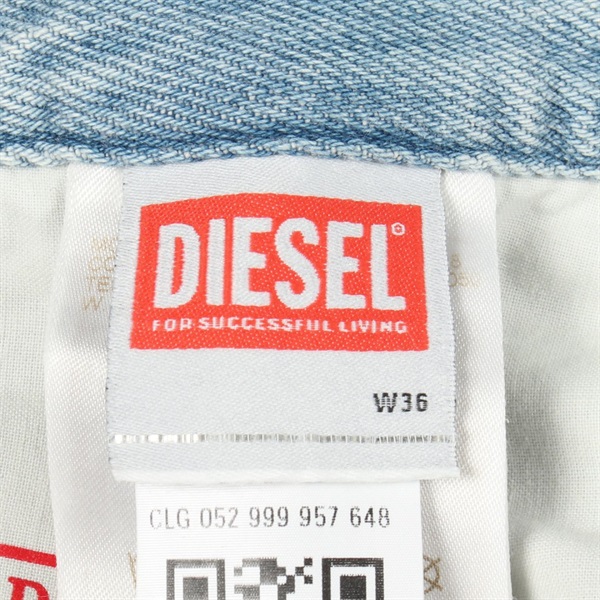 DIESEL
FOR SUCCESSFUL LIVING
W36
CLG 052 999 957 648